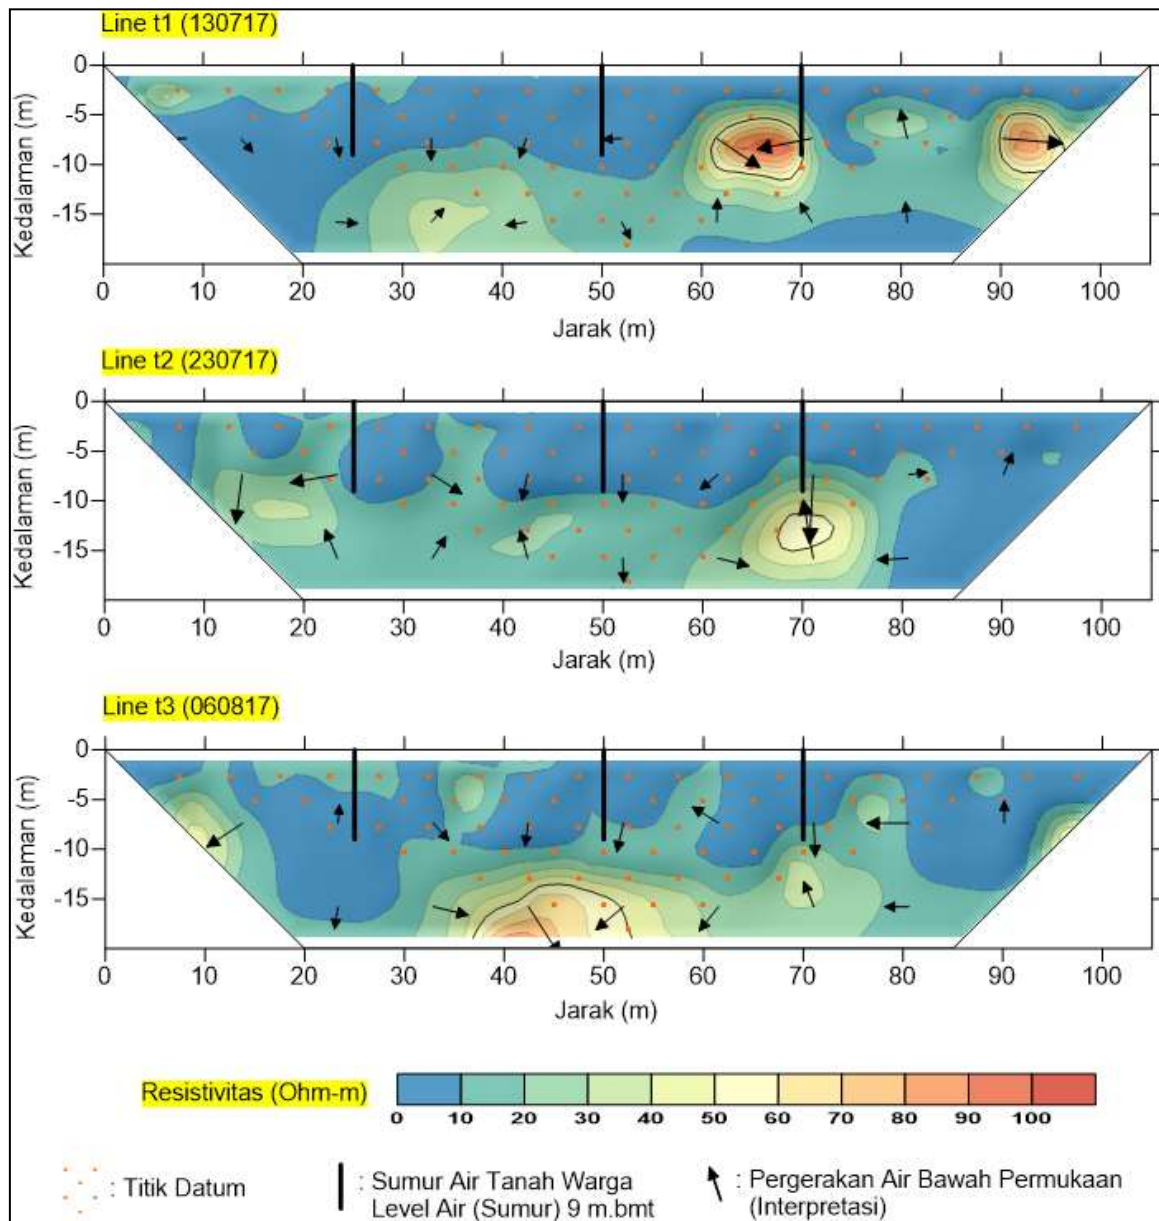 Line t1 (130717)
0
-5
-10
-15
Kedalaman (m)
0 10 20 30 40 50 60 70 80 90 100
Jarak (m)
Line t2 (230717)
0
-5
-10
-15
Kedalaman (m)
0 10 20 30 40 50 60 70 80 90 100
Jarak (m)
Line t3 (060817)
0
-5
-10
-15
Kedalaman (m)
0 10 20 30 40 50 60 70 80 90 100
Jarak (m)
Resistivitas (Ohm-m)
0 10 20 30 40 50 60 70 80 90 100
: Titik Datum
: Sumur Air Tanah Warga
Level Air (Sumur) 9 m.bmt
: Pergerakan Air Bawah Permukaan
(Interpretasi)